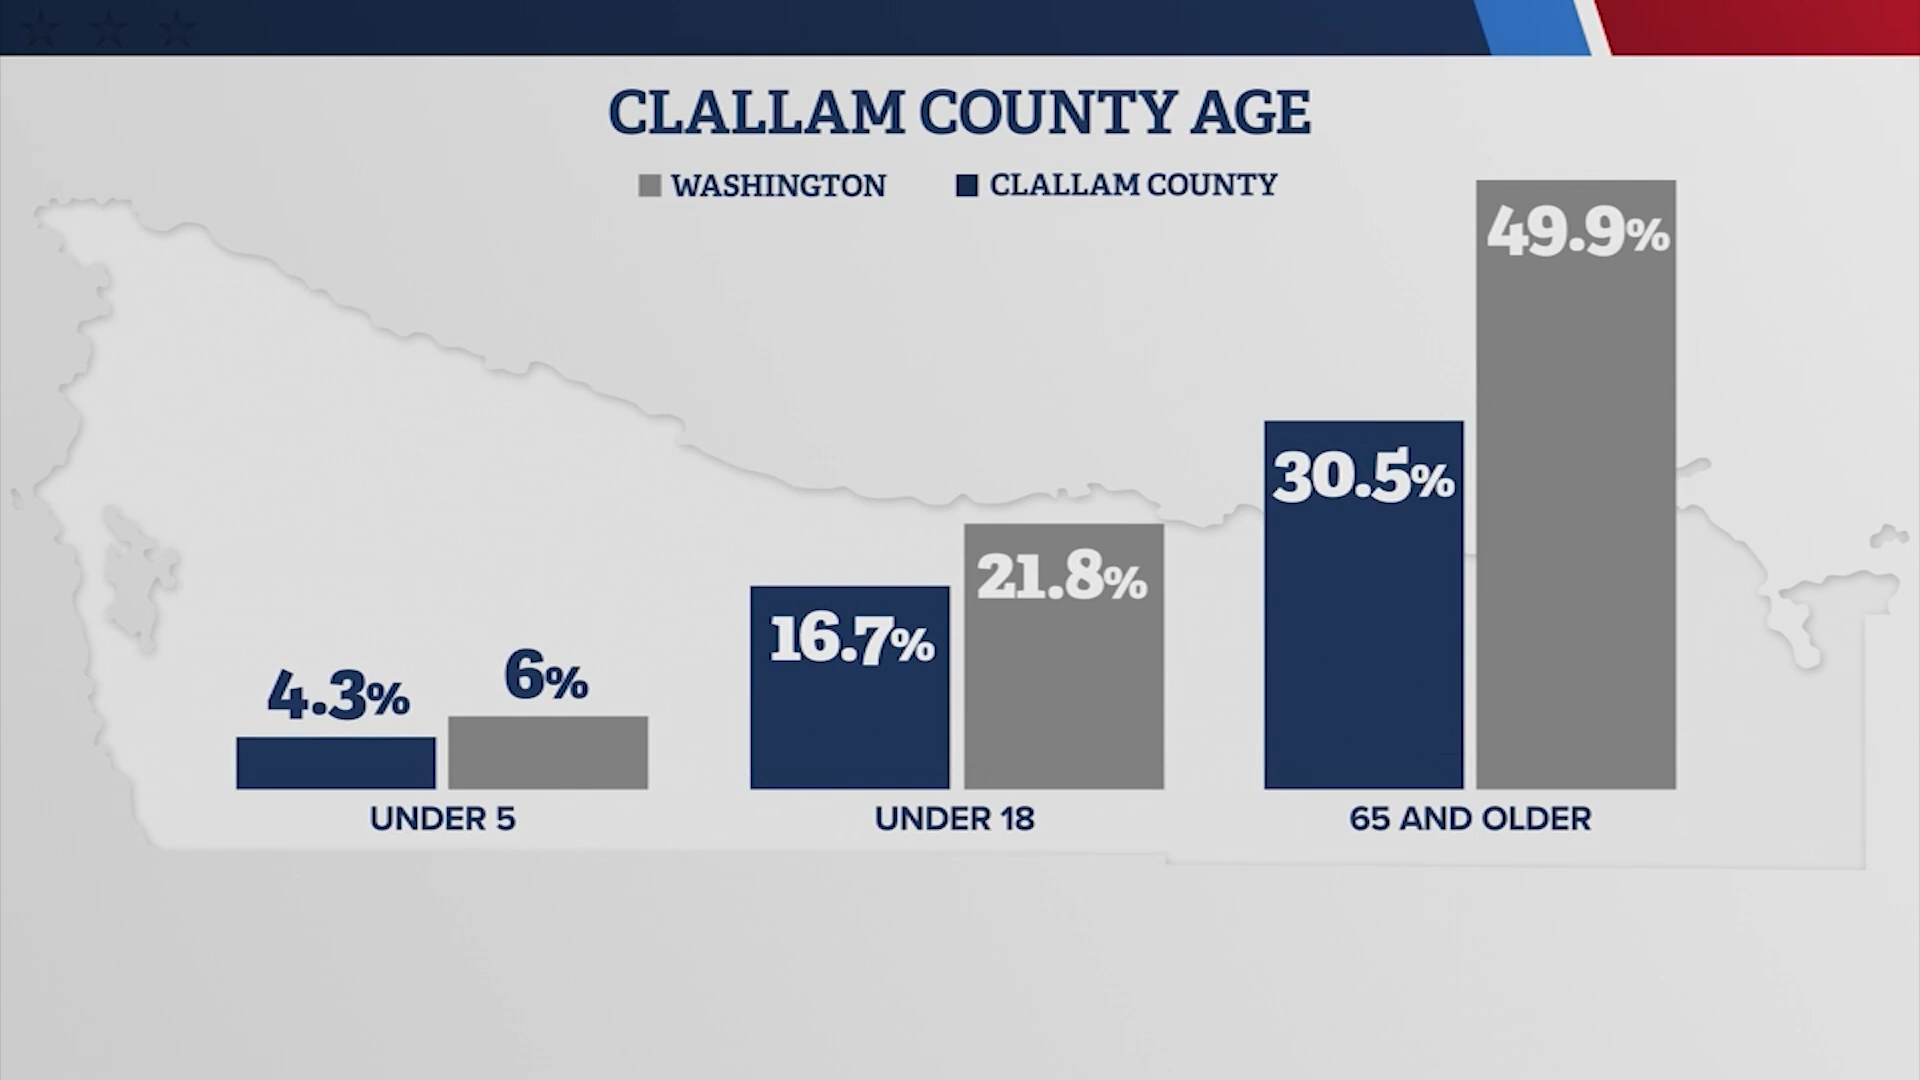 CLALLAM COUNTY AGE
WASHINGTON CLALLAM COUNTY
49.9%
30.5%
21.8%
16.7%
6%
4.3%
UNDER 5 UNDER 18 65 AND OLDER